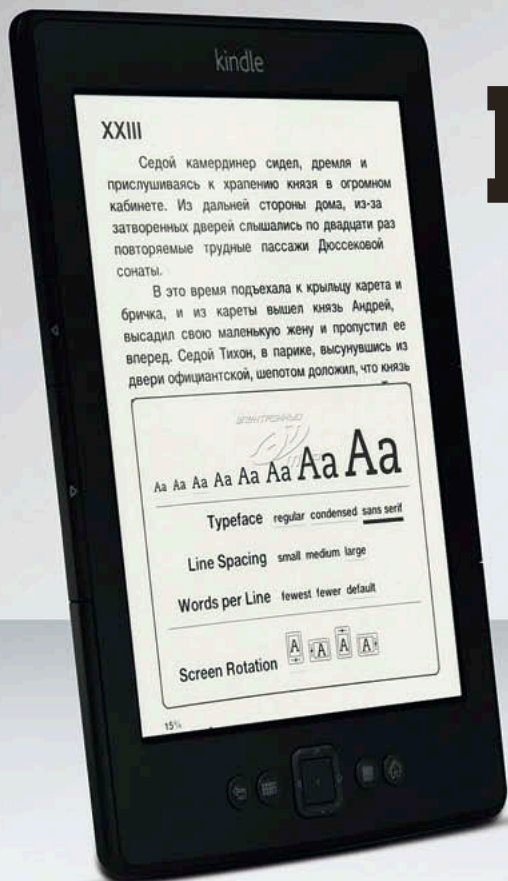 kindle
XXIII
Седой камердинер сидел, дремля и
прислушиваясь к храпению князя в огромном
кабинете. Из дальней стороны дома, из-за
затворенных дверей слышались по двадцати раз
повторяемые трудные пассажи Дюссековой
сонаты.
В это время подъехала к крыльцу карета и
бричка, и из кареты вышел князь Андрей,
высадил свою маленькую жену и пропустил ее
вперед. Седой Тихон, в парике, высунувшись из
двери официантской, шепотом доложил, что князь
Aa Aa Aa Aa Aa Aa Aa Aa
Typeface regular condensed sans serif
Line Spacing small medium large
Words per Line fewest fewer default
Screen Rotation A A A A
15%